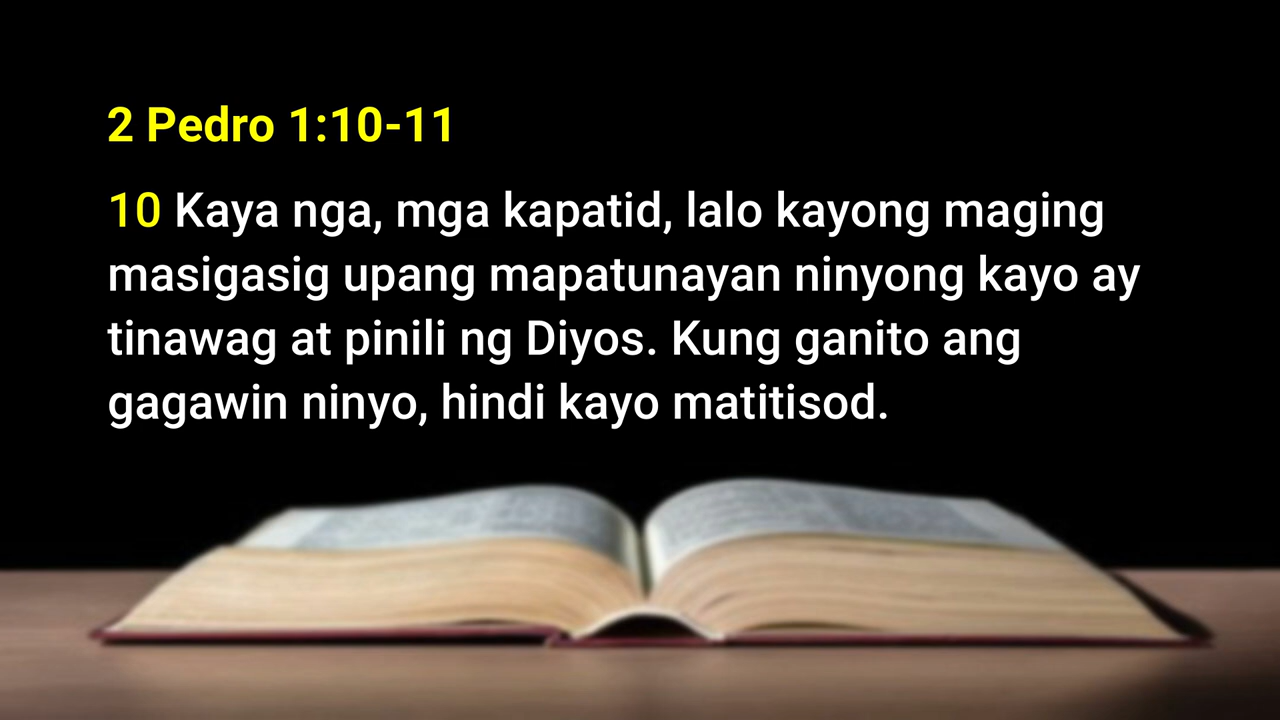 2 Pedro 1:10-11
10 Kaya nga, mga kapatid, lalo kayong maging
masigasig upang mapatunayan ninyong kayo ay
tinawag at pinili ng Diyos. Kung ganito ang
gagawin ninyo, hindi kayo matitisod.